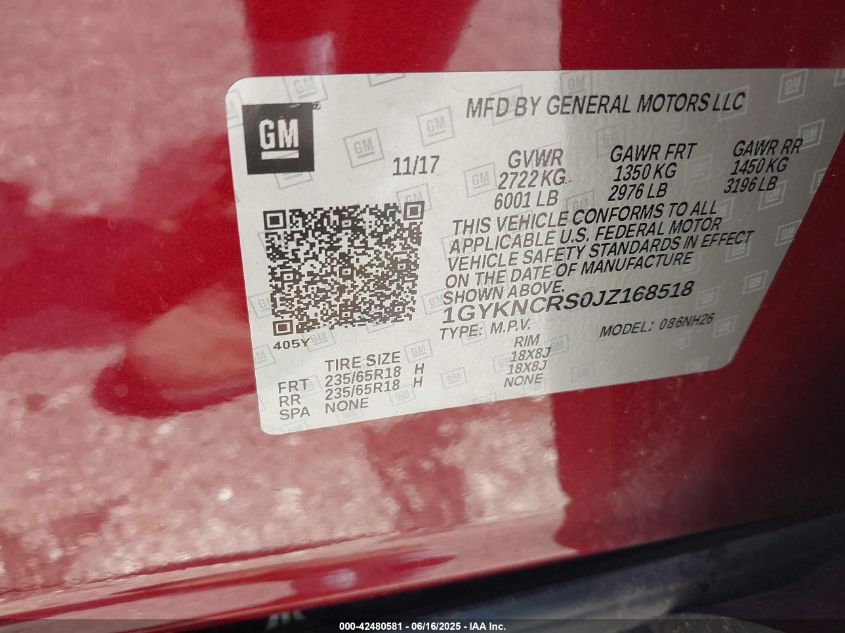 GM
MFD BY GENERAL MOTORS LLC
11/17
GVWR
2722 KG
6001 LB
GAWR FRT
1350 KG
2976 LB
GAWR RR
1450 KG
3196 LB
THIS VEHICLE CONFORMS TO ALL
APPLICABLE U.S. FEDERAL MOTOR
VEHICLE SAFETY STANDARDS IN EFFECT
ON THE DATE OF MANUFACTURE
SHOWN ABOVE.
1GYKNCRS0JZ168518
TYPE: M.P.V. MODEL: 086NH26
405Y
TIRE SIZE RIM
FRT 235/65R18 H 18X8J
RR 235/65R18 H 18X8J
SPA NONE NONE
000-42480581 - 06/16/2025 - IAA Inc.